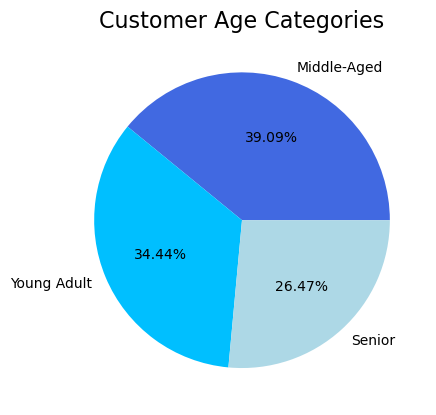 Customer Age Categories
Middle-Aged
39.09%
34.44%
26.47%
Young Adult
Senior